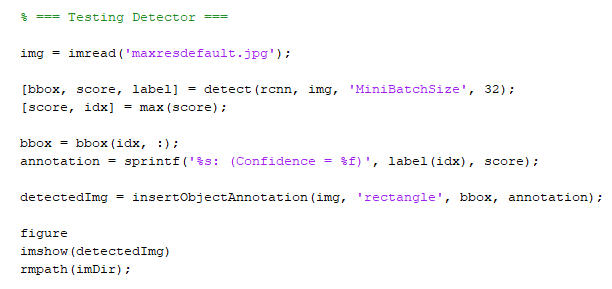 % === Testing Detector ===
img = imread('maxresdefault.jpg');
[bbox, score, label] = detect(rcnn, img, 'MiniBatchSize', 32);
[score, idx] = max(score);
bbox = bbox(idx, :);
annotation = sprintf('%s: (Confidence = %f)', label(idx), score);
detectedImg = insertObjectAnnotation(img, 'rectangle', bbox, annotation);
figure
imshow(detectedImg)
rmpath(imDir);